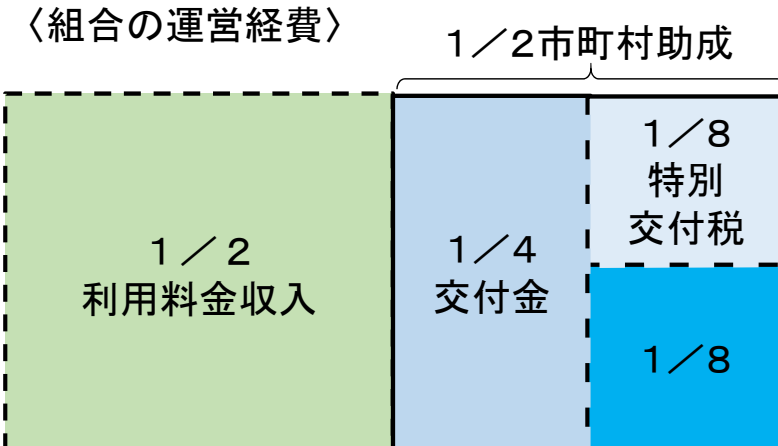 〈組合の運営経費〉
1/2市町村助成
1/2
利用料金収入
1/4
交付金
1/8
特別
交付税
1/8